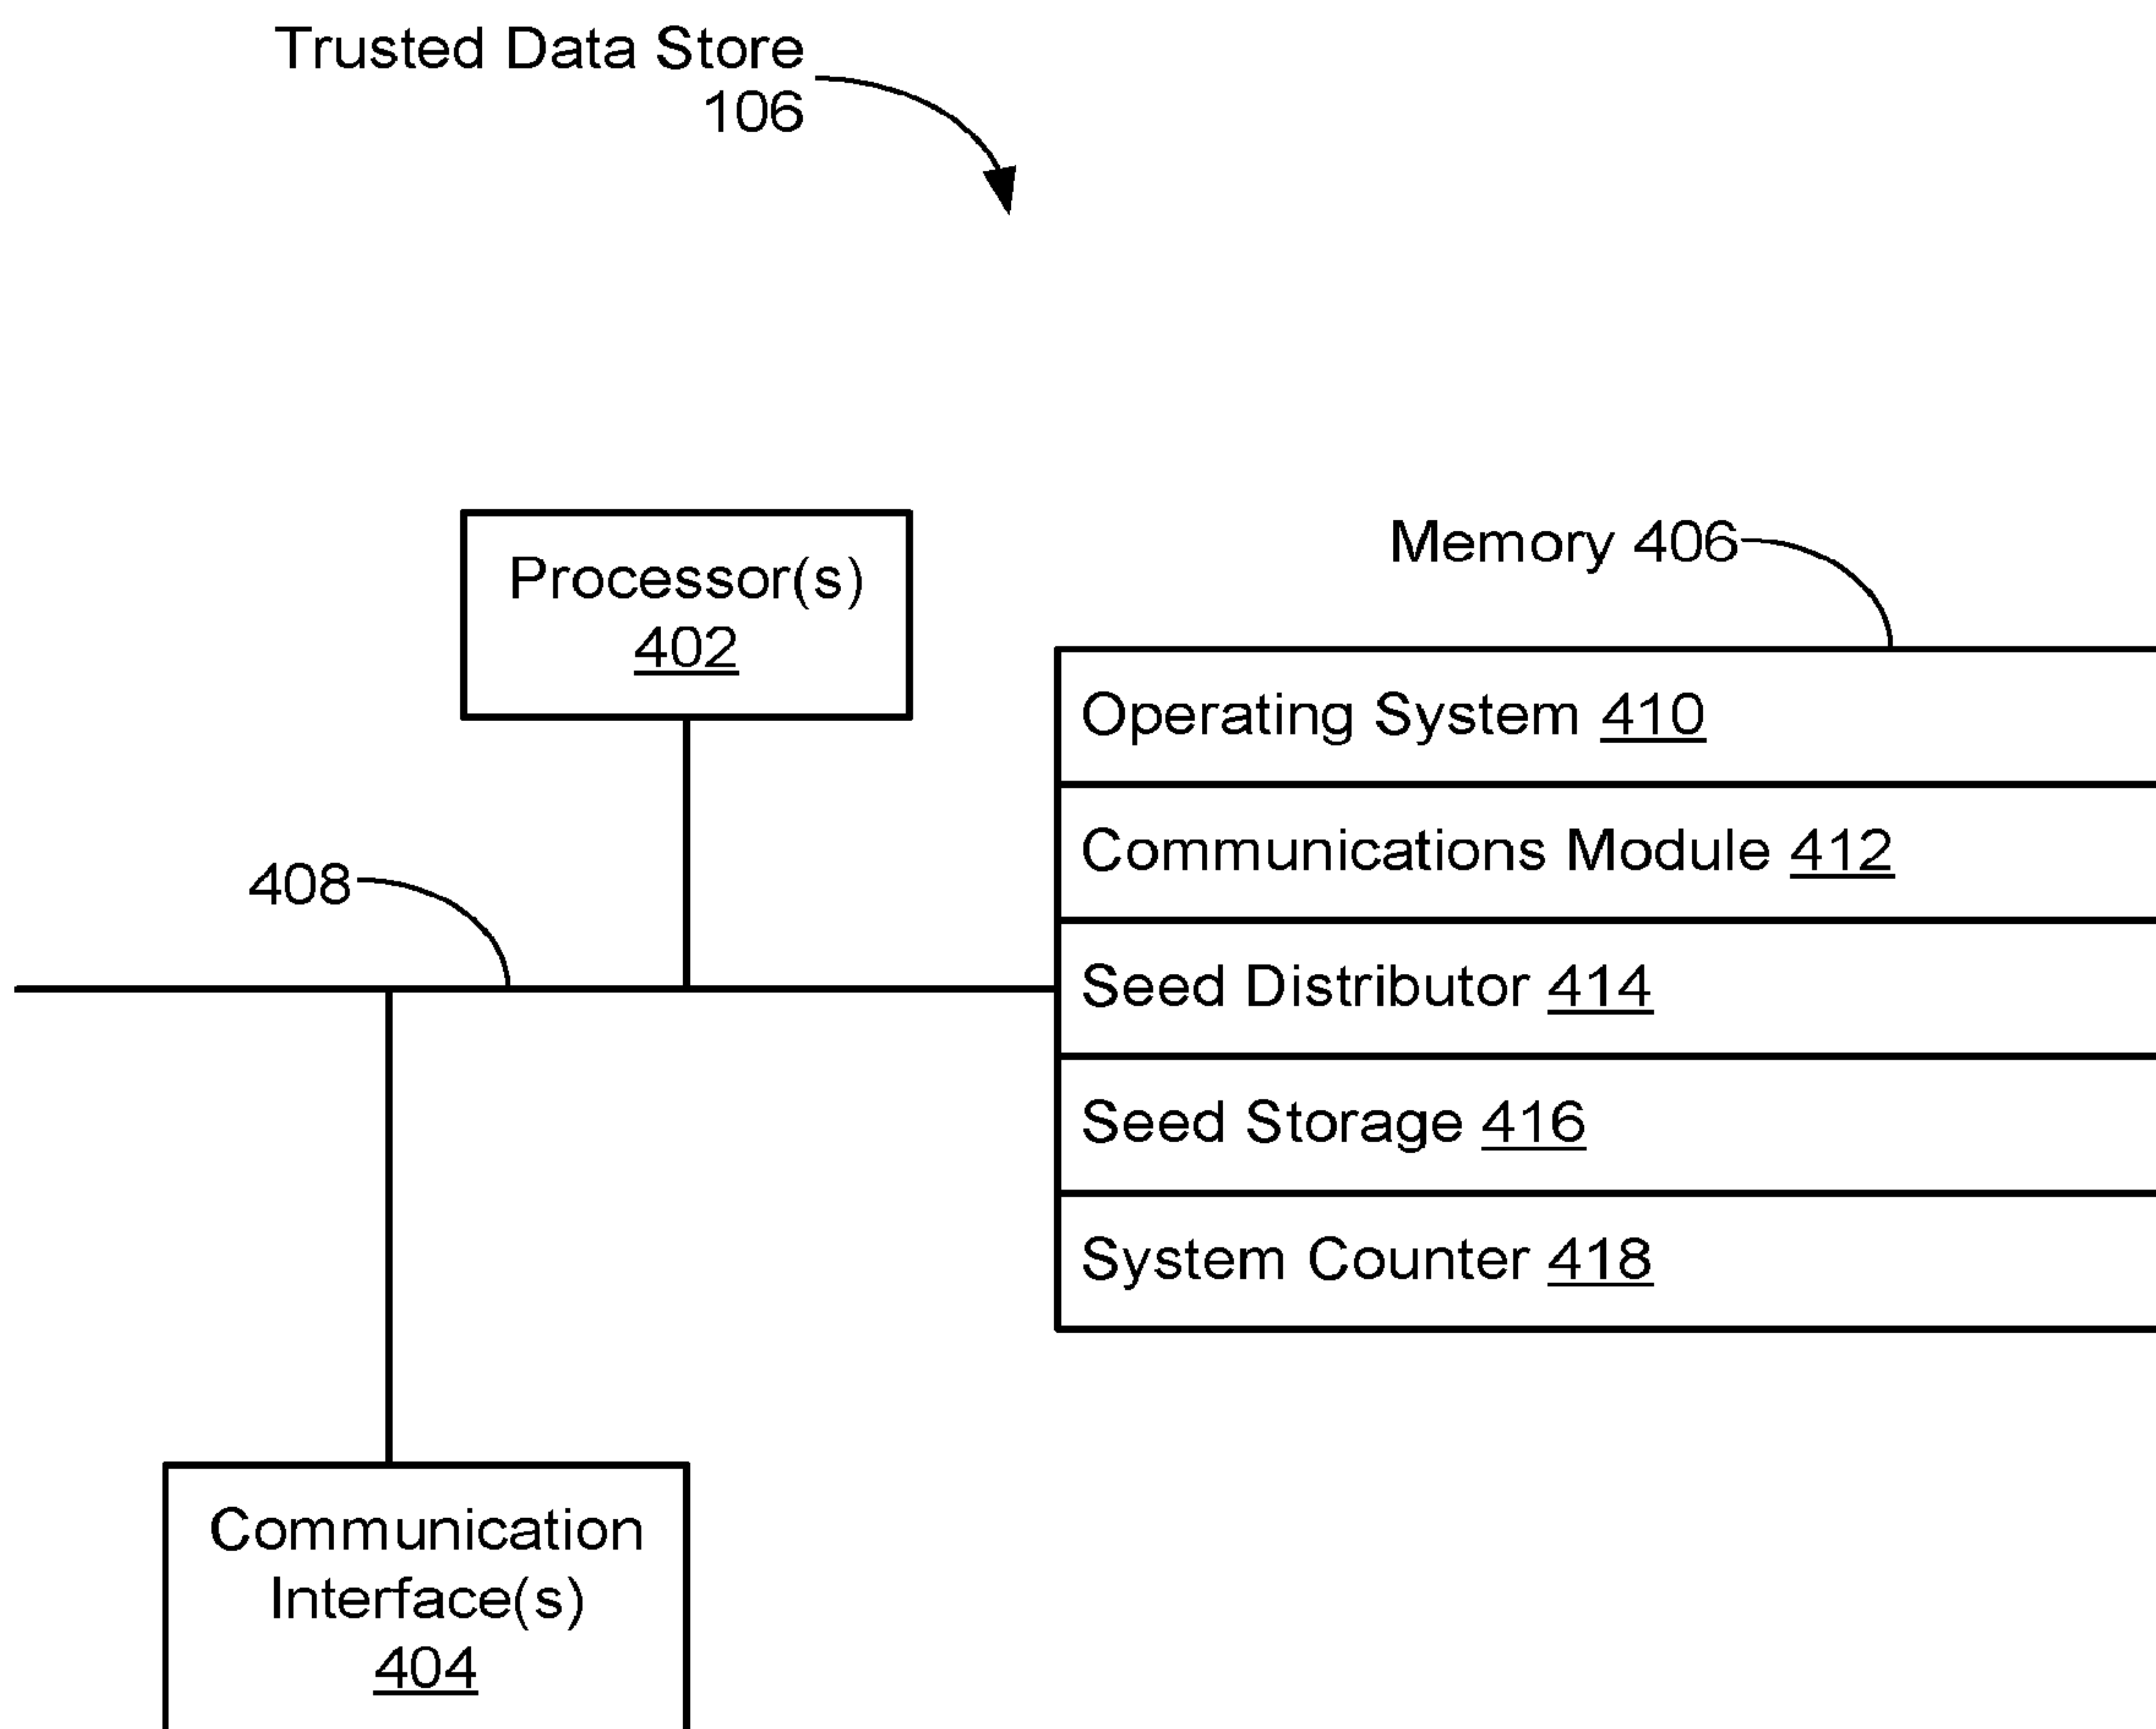 Trusted Data Store
106
Processor(s)
402
Memory 406
Operating System 410
Communications Module 412
408
Seed Distributor 414
Seed Storage 416
System Counter 418
Communication
Interface(s)
404